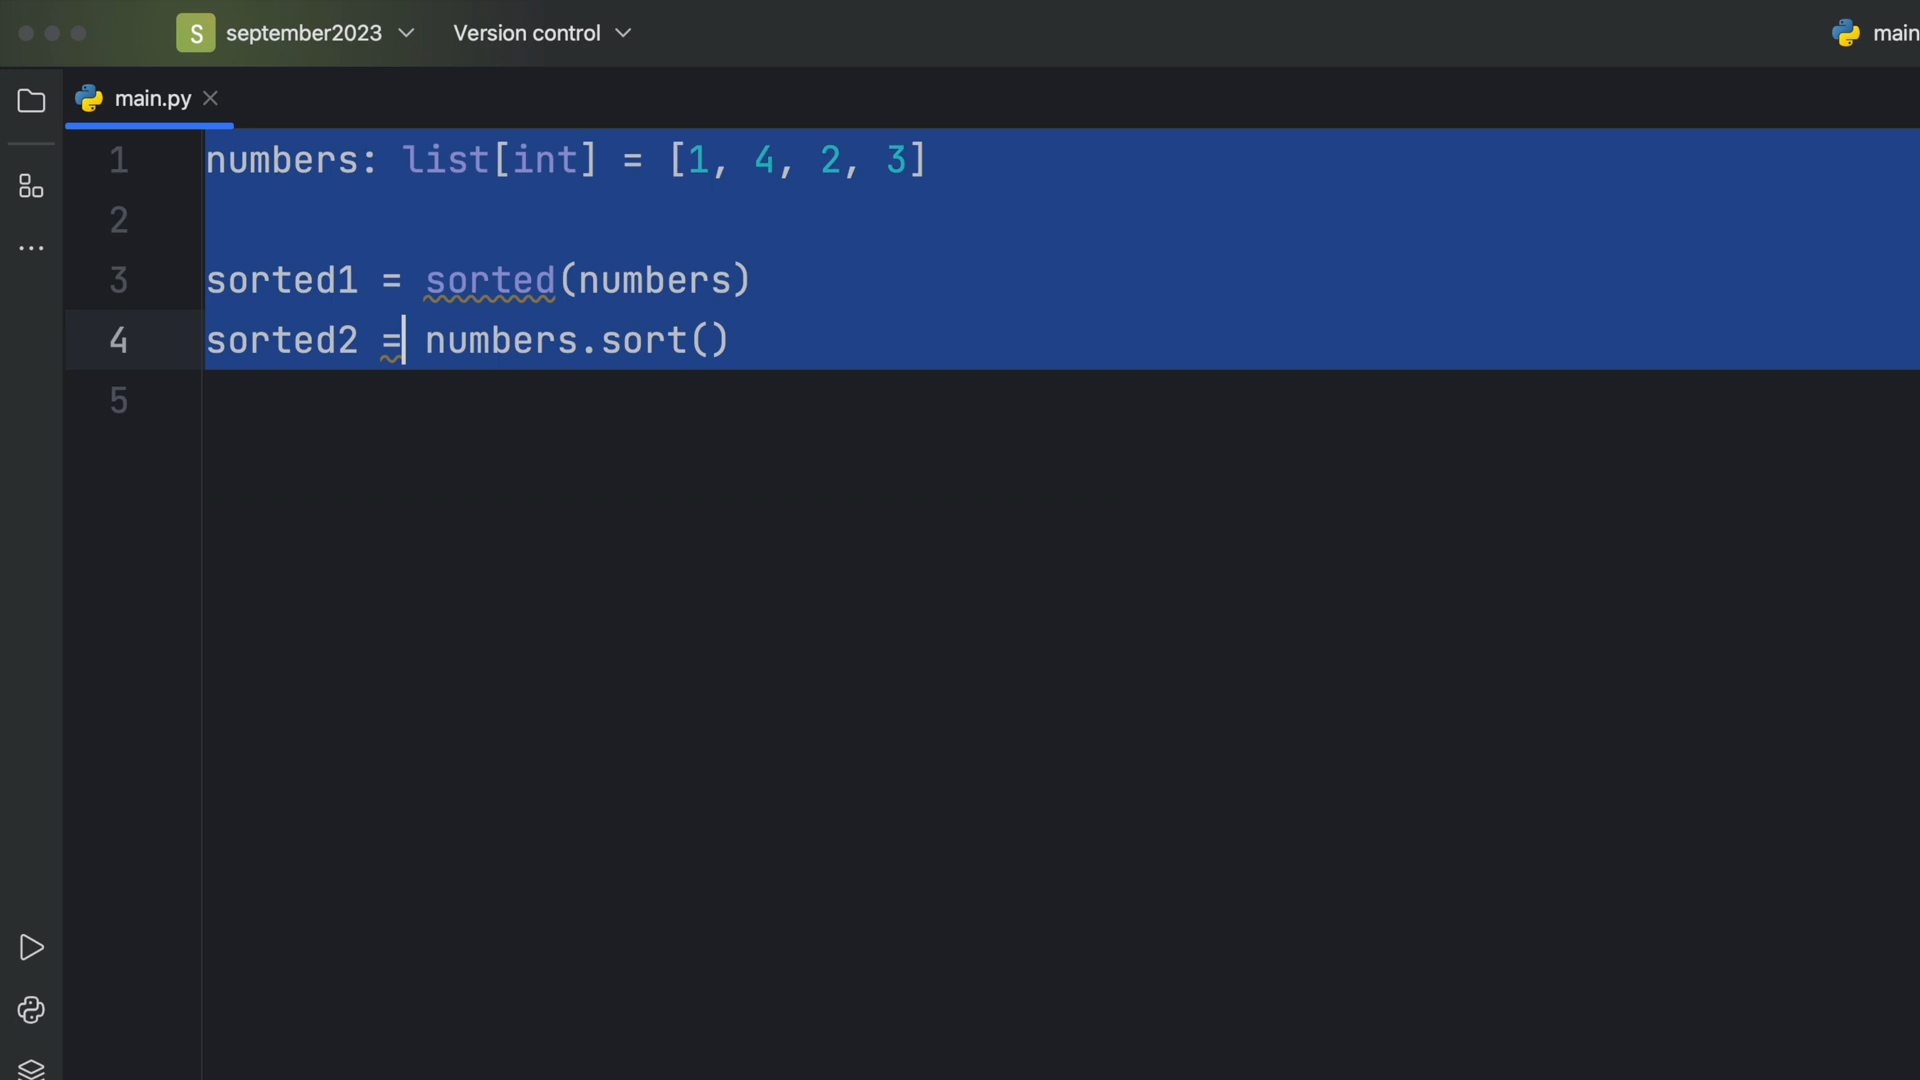 S september2023 Version control main
main.py
1 numbers: list[int] = [1, 4, 2, 3]
2
3 sorted1 = sorted(numbers)
4 sorted2 = numbers.sort()
5